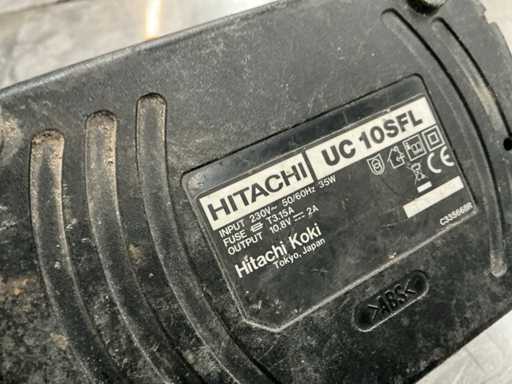 HITACHI UC 10SFL
INPUT 230V~ 50/60Hz 35W
FUSE T3.15A
OUTPUT 10.8V 2A
Hitachi Koki
Tokyo, Japan
CE
C335668R
>ABS<